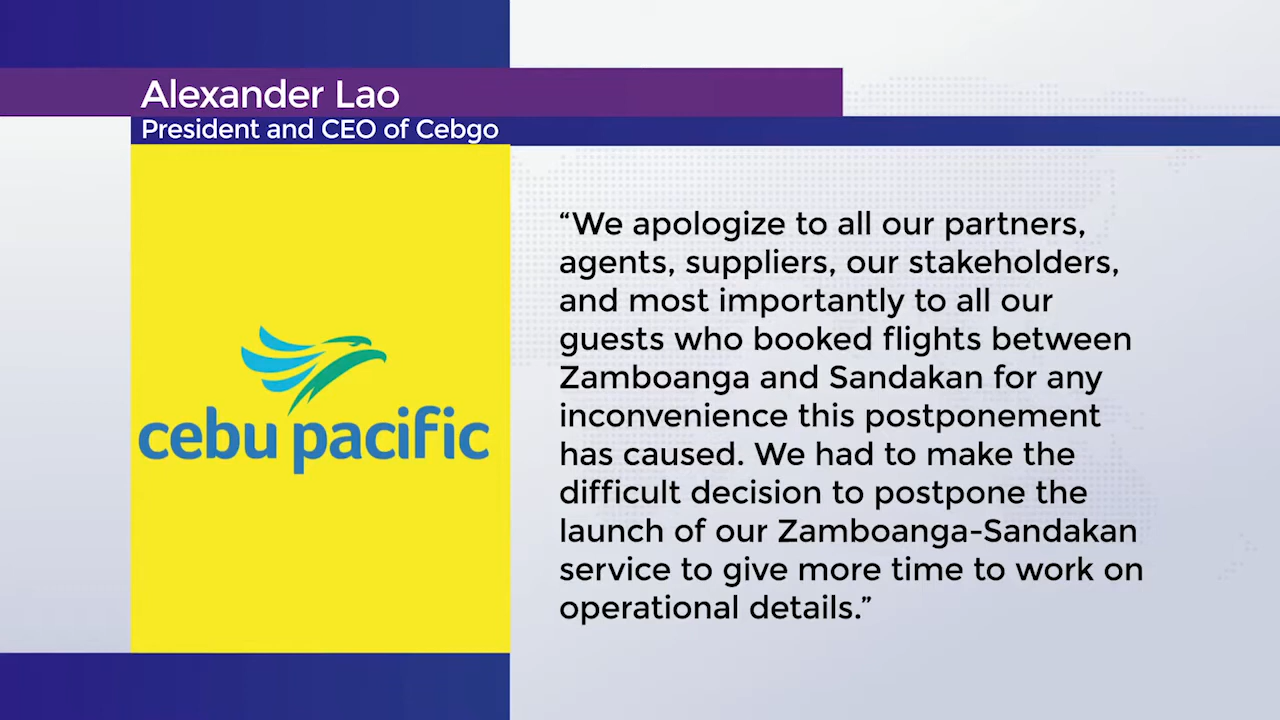 Alexander Lao
President and CEO of Cebgo
cebu pacific
“We apologize to all our partners,
agents, suppliers, our stakeholders,
and most importantly to all our
guests who booked flights between
Zamboanga and Sandakan for any
inconvenience this postponement
has caused. We had to make the
difficult decision to postpone the
launch of our Zamboanga-Sandakan
service to give more time to work on
operational details.”